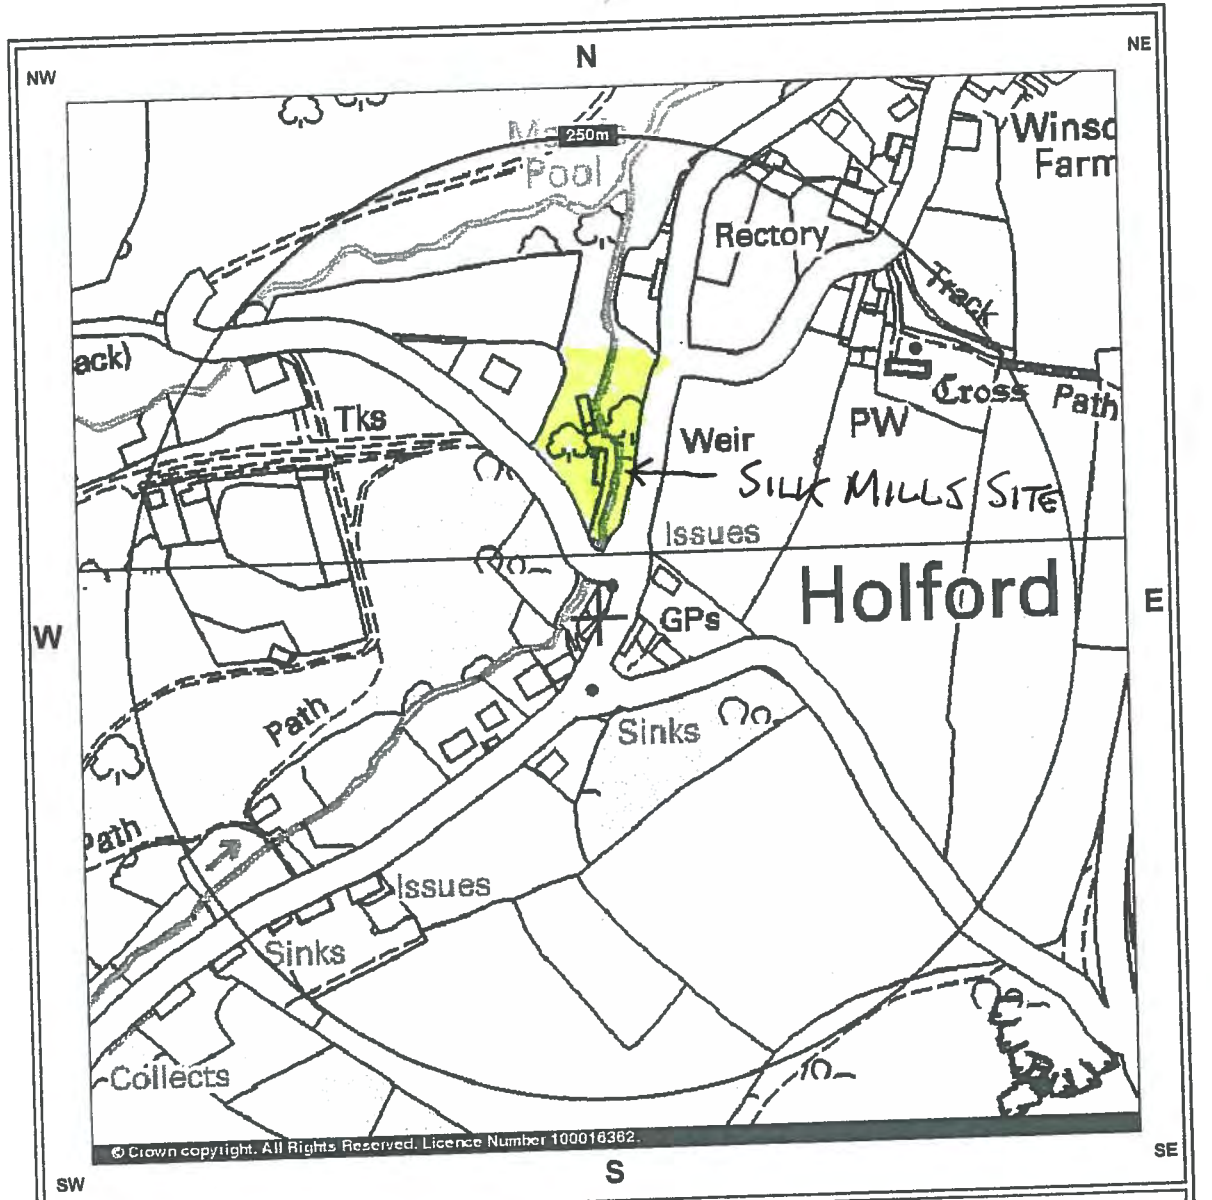 N
NW
NE
250m
Pool
Winsc
Farm
Rectory
Track
ack)
Cross
Path
Tks
PW
Weir
SILK MILLS SITE
Issues
Holford
W
E
GPs
Path
Sinks
Path
Issues
Sinks
Collects
© Crown copyright. All Rights Reserved. Licence Number 100018362.
SW
S
SE